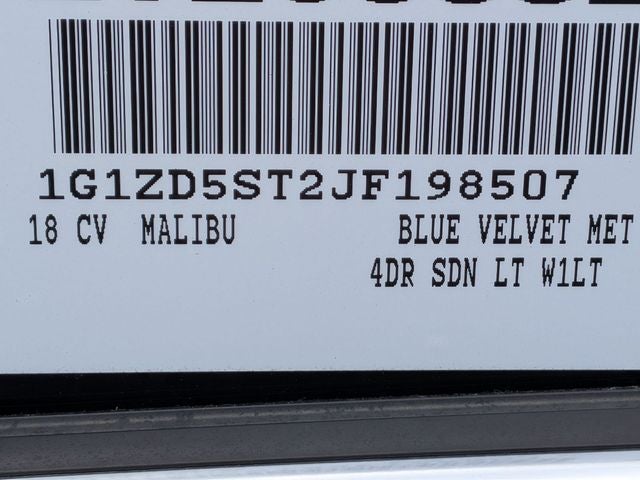 1G1ZD5ST2JF198507
18 CV MALIBU BLUE VELVET MET
4DR SDN LT W1LT